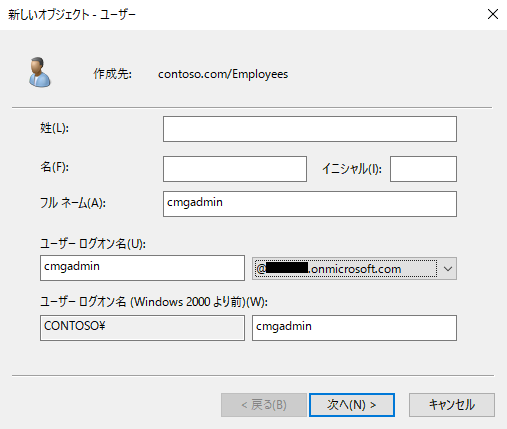 新しいオブジェクト - ユーザー
作成先: contoso.com/Employees
姓(L):
名(F): イニシャル(I):
フル ネーム(A): cmgadmin
ユーザー ログオン名(U):
cmgadmin @ .onmicrosoft.com
ユーザー ログオン名 (Windows 2000 より前)(W):
CONTOSO¥ cmgadmin
< 戻る(B) 次へ(N) > キャンセル